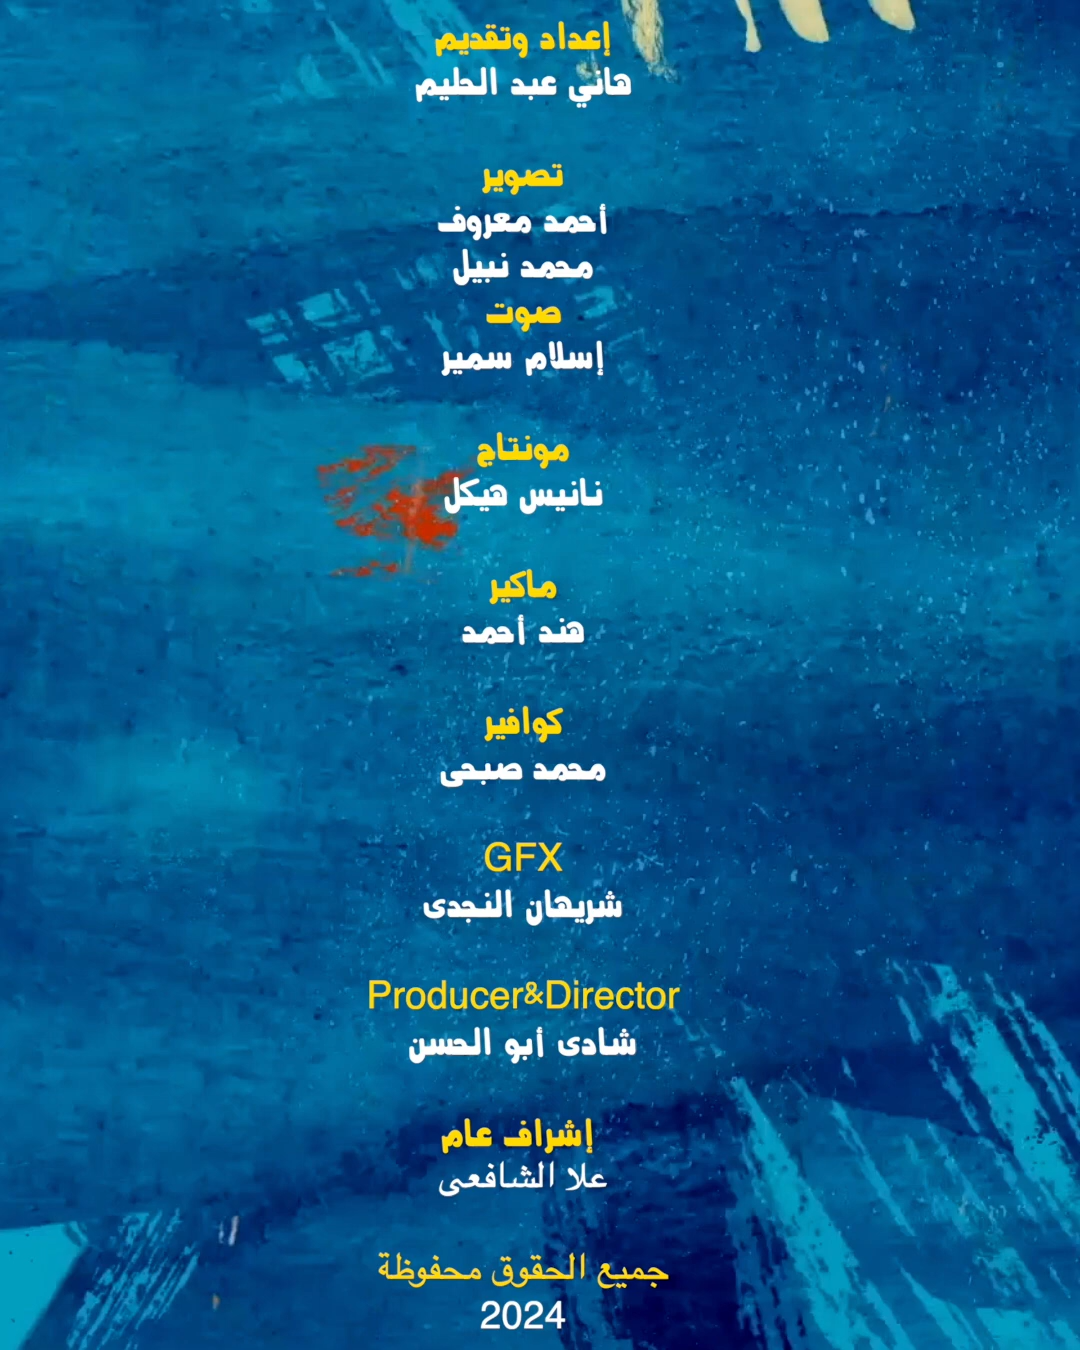 إعداد وتقديم
هاني عبد الحليم
تصوير
أحمد معروف
محمد نبيل
صوت
إسلام سمير
مونتاج
نانيس هيكل
ماكير
هند أحمد
كوافير
محمد صبحى
GFX
شريهان النجدى
Producer&Director
شادى أبو الحسن
إشراف عام
علا الشافعى
جميع الحقوق محفوظة
2024